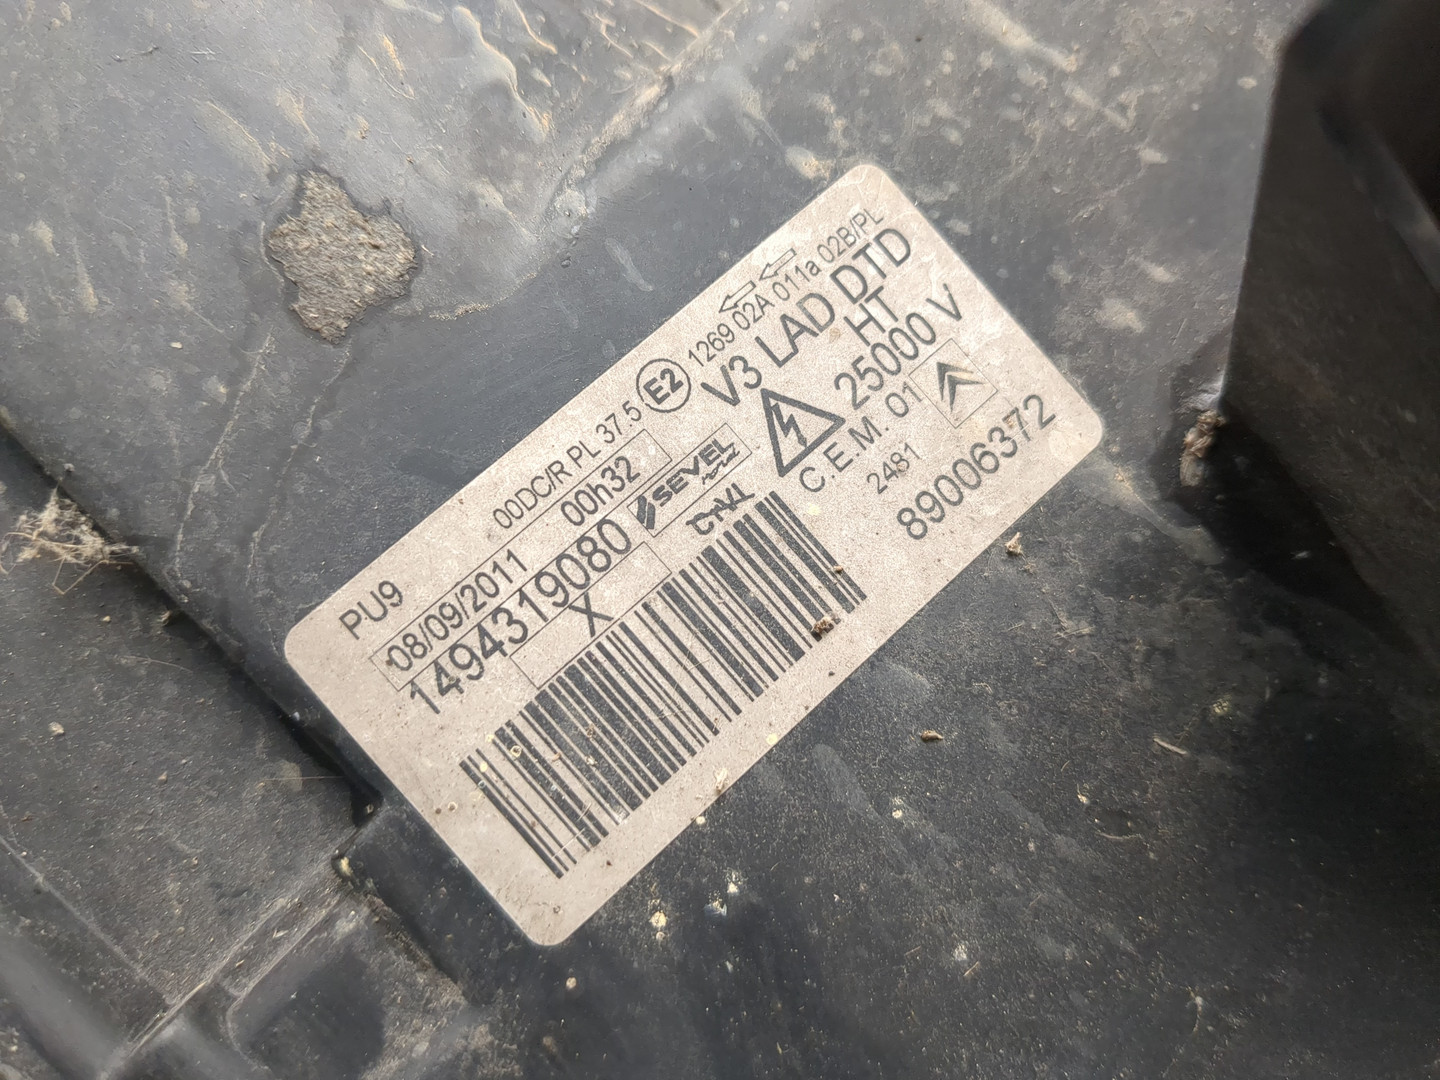 00DC/R PL 37.5 E2 1269 02A 011a 02B/PL
PU9
08/09/2011 00h32
1494319080
X
SEVEL
V3 LAD DTD
HT
25000 V
C.E.M. 01
2481
89006372